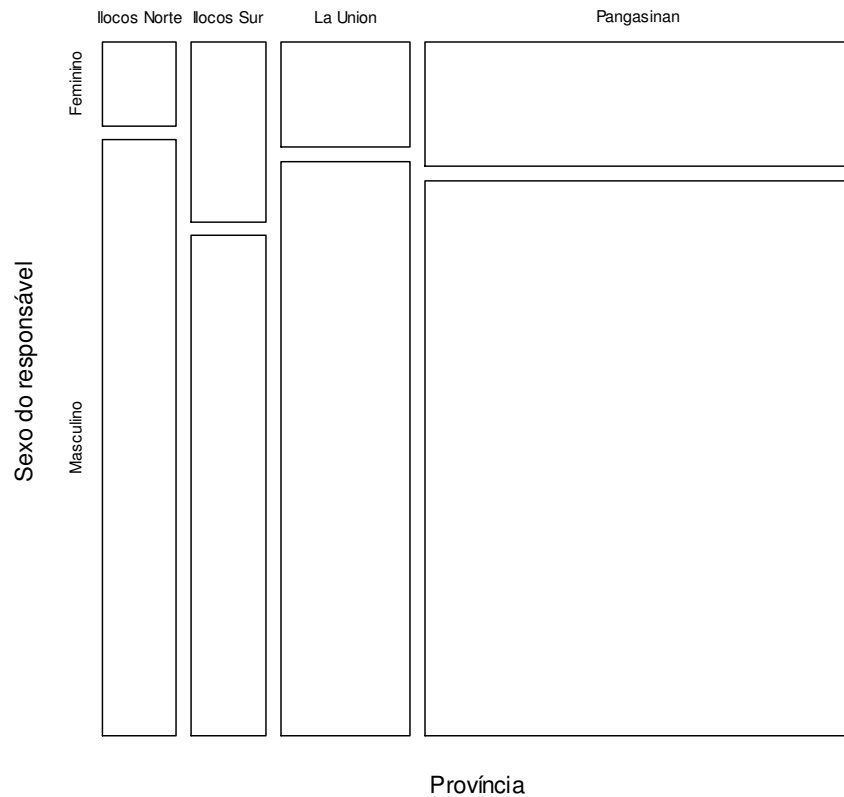 Ilocos Norte Ilocos Sur La Union Pangasinan
Feminino
Masculino
Sexo do responsável
Província